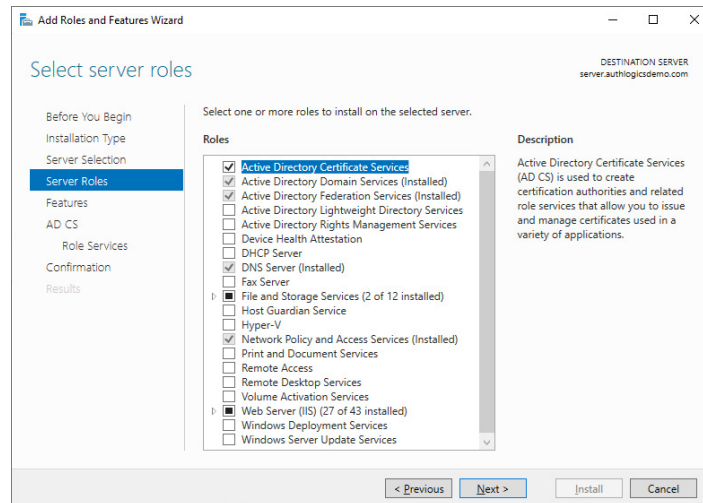 Add Roles and Features Wizard
Select server roles
DESTINATION SERVER
server.authlogicsdemo.com
Before You Begin
Installation Type
Server Selection
Server Roles
Features
AD CS
Role Services
Confirmation
Results
Select one or more roles to install on the selected server.
Roles
Active Directory Certificate Services
Active Directory Domain Services (Installed)
Active Directory Federation Services (Installed)
Active Directory Lightweight Directory Services
Active Directory Rights Management Services
Device Health Attestation
DHCP Server
DNS Server (Installed)
Fax Server
File and Storage Services (2 of 12 installed)
Host Guardian Service
Hyper-V
Network Policy and Access Services (Installed)
Print and Document Services
Remote Access
Remote Desktop Services
Volume Activation Services
Web Server (IIS) (27 of 43 installed)
Windows Deployment Services
Windows Server Update Services
Description
Active Directory Certificate Services
(AD CS) is used to create
certification authorities and related
role services that allow you to issue
and manage certificates used in a
variety of applications.
< Previous
Next >
Install
Cancel